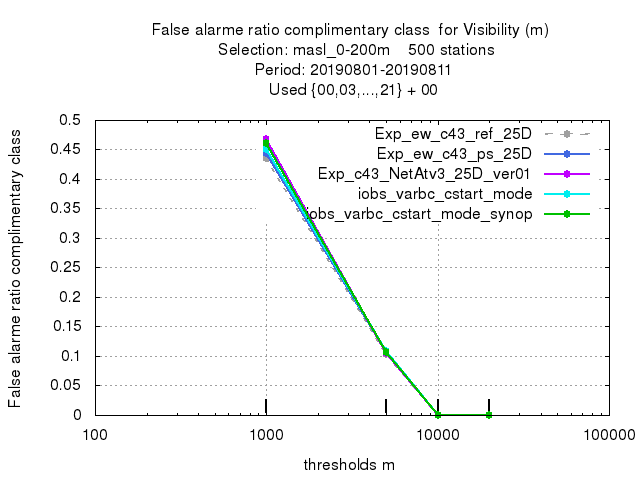 False alarme ratio complimentary class  for Visibility (m)
Selection: masl_0-200m    500 stations
Period: 20190801-20190811
Used {00,03,...,21} + 00
False alarme ratio complimentary class
0.5
0.45
0.4
0.35
0.3
0.25
0.2
0.15
0.1
0.05
0
Exp_ew_c43_ref_25D
Exp_ew_c43_ps_25D
Exp_c43_NetAtv3_25D_ver01
iobs_varbc_cstart_mode
iobs_varbc_cstart_mode_synop
100
1000
10000
100000
thresholds m